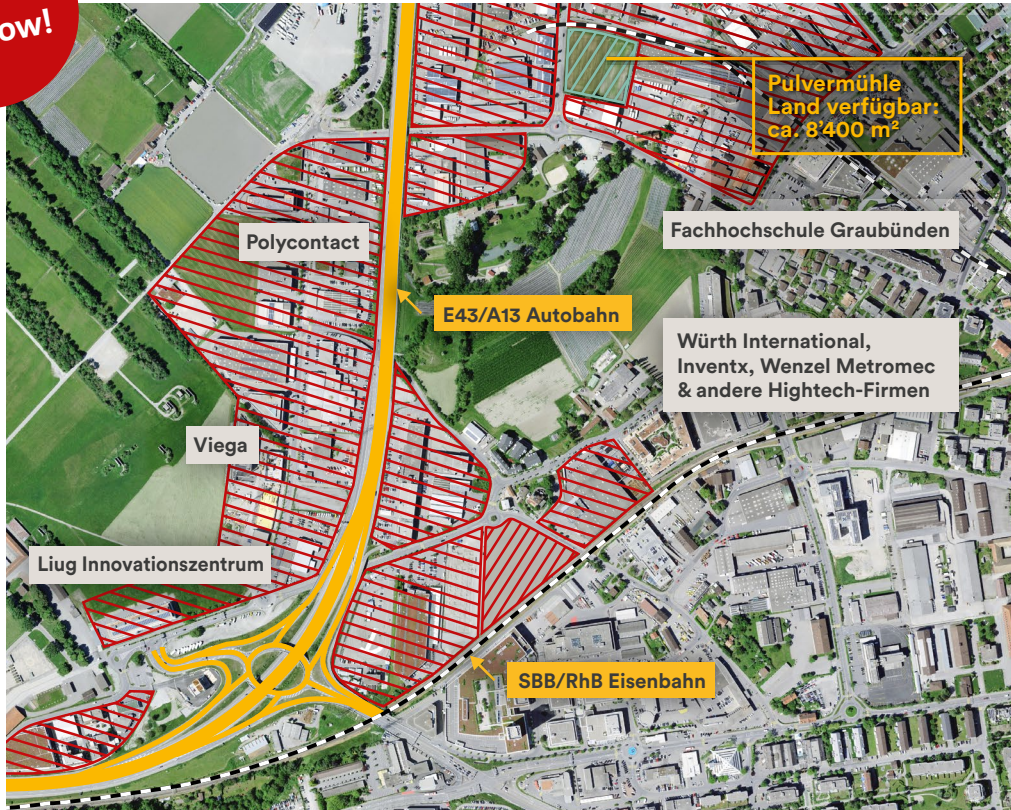 ow!
Pulvermühle
Land verfügbar:
ca. 8'400 m²
Fachhochschule Graubünden
Polycontact
E43/A13 Autobahn
Würth International,
Inventx, Wenzel Metromec
& andere Hightech-Firmen
Viega
Liug Innovationszentrum
SBB/RhB Eisenbahn